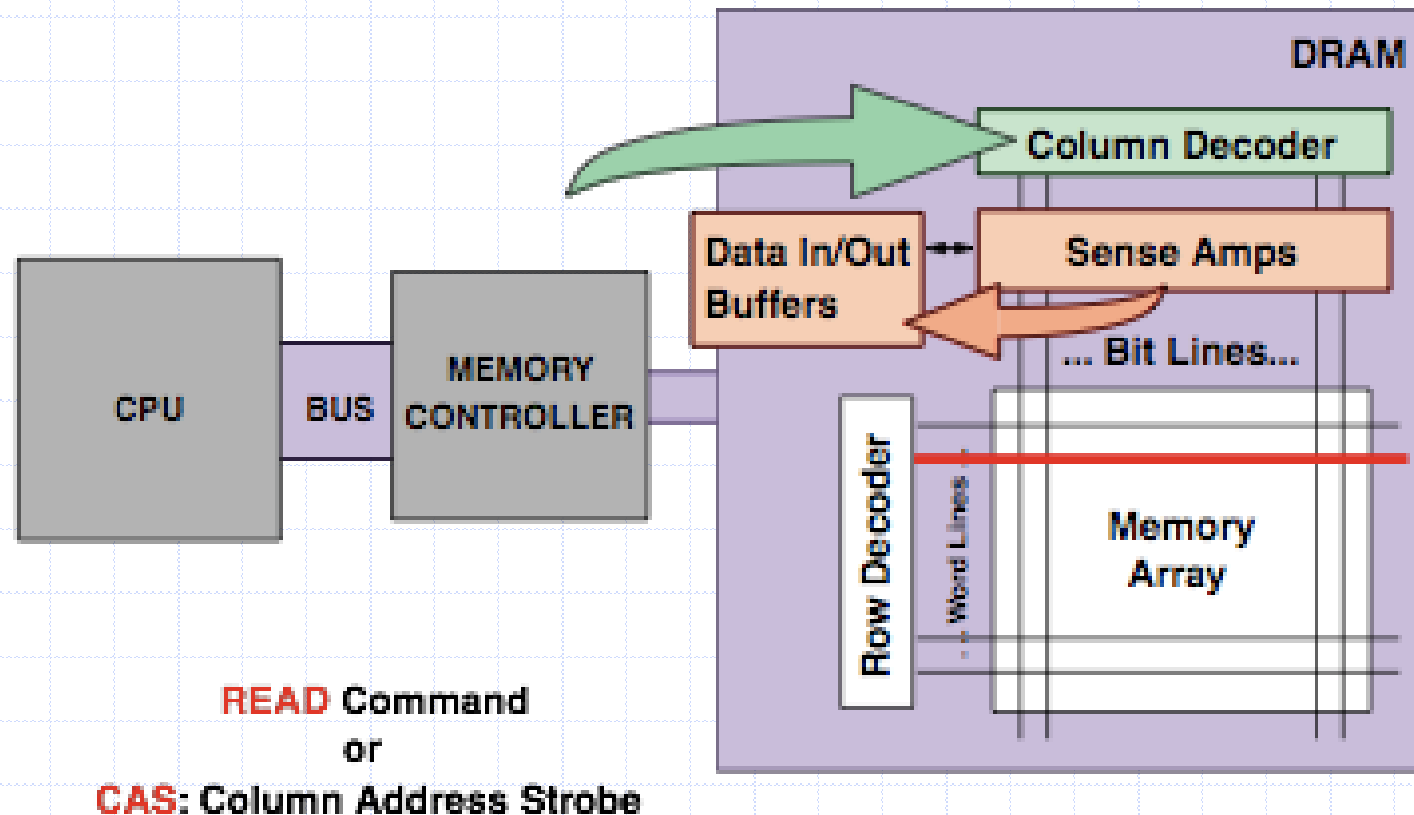 DRAM
Column Decoder
Data In/Out
Buffers
Sense Amps
... Bit Lines...
CPU
BUS
MEMORY
CONTROLLER
Row Decoder
... Word Lines ...
Memory
Array
READ Command
or
CAS: Column Address Strobe